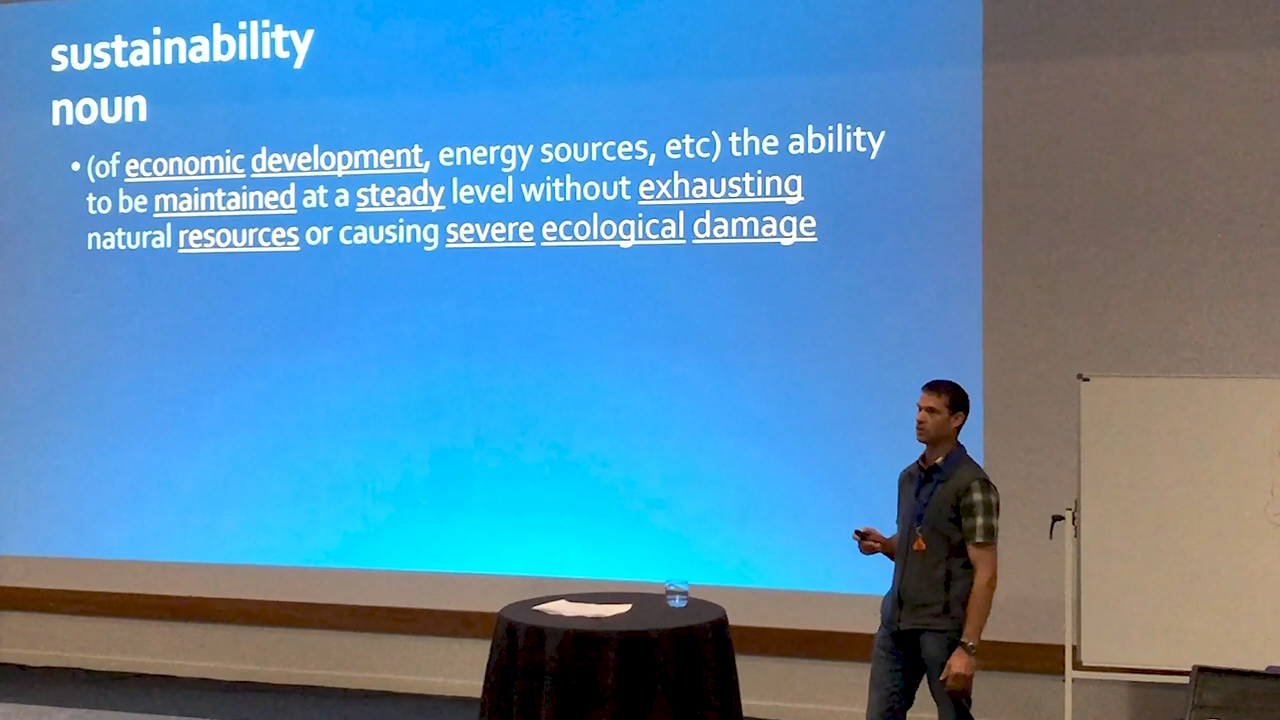 sustainability
noun
• (of economic development, energy sources, etc) the ability
to be maintained at a steady level without exhausting
natural resources or causing severe ecological damage